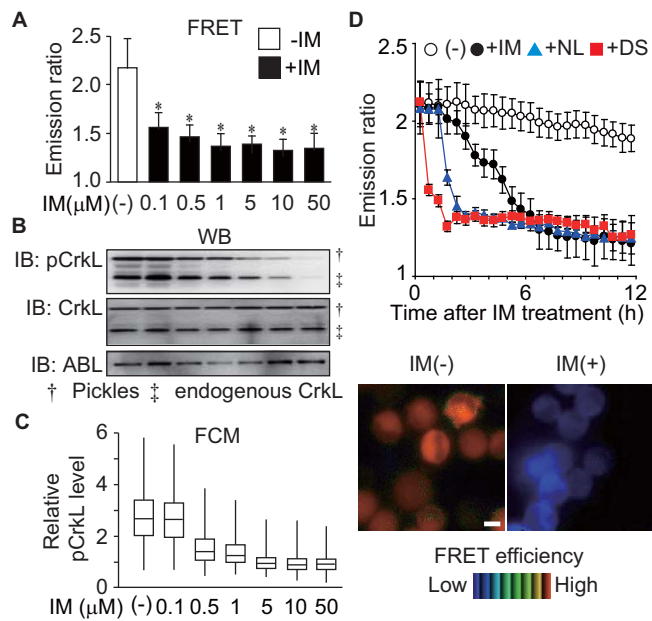 A
FRET
-IM
+IM
Emission ratio
2.5
2.0
1.5
1.0
* * * * * *
IM(μM) (-) 0.1 0.5 1 5 10 50
B
WB
IB: pCrkL
†
‡
IB: CrkL
†
‡
IB: ABL
† Pickles ‡ endogenous CrkL
C
FCM
Relative
pCrkL level
6
4
2
0
IM (μM) (-) 0.1 0.5 1 5 10 50
D
(-) +IM +NL +DS
Emission ratio
2.5
2
1.5
1
0 6 12
Time after IM treatment (h)
IM(-) IM(+)
FRET efficiency
Low High